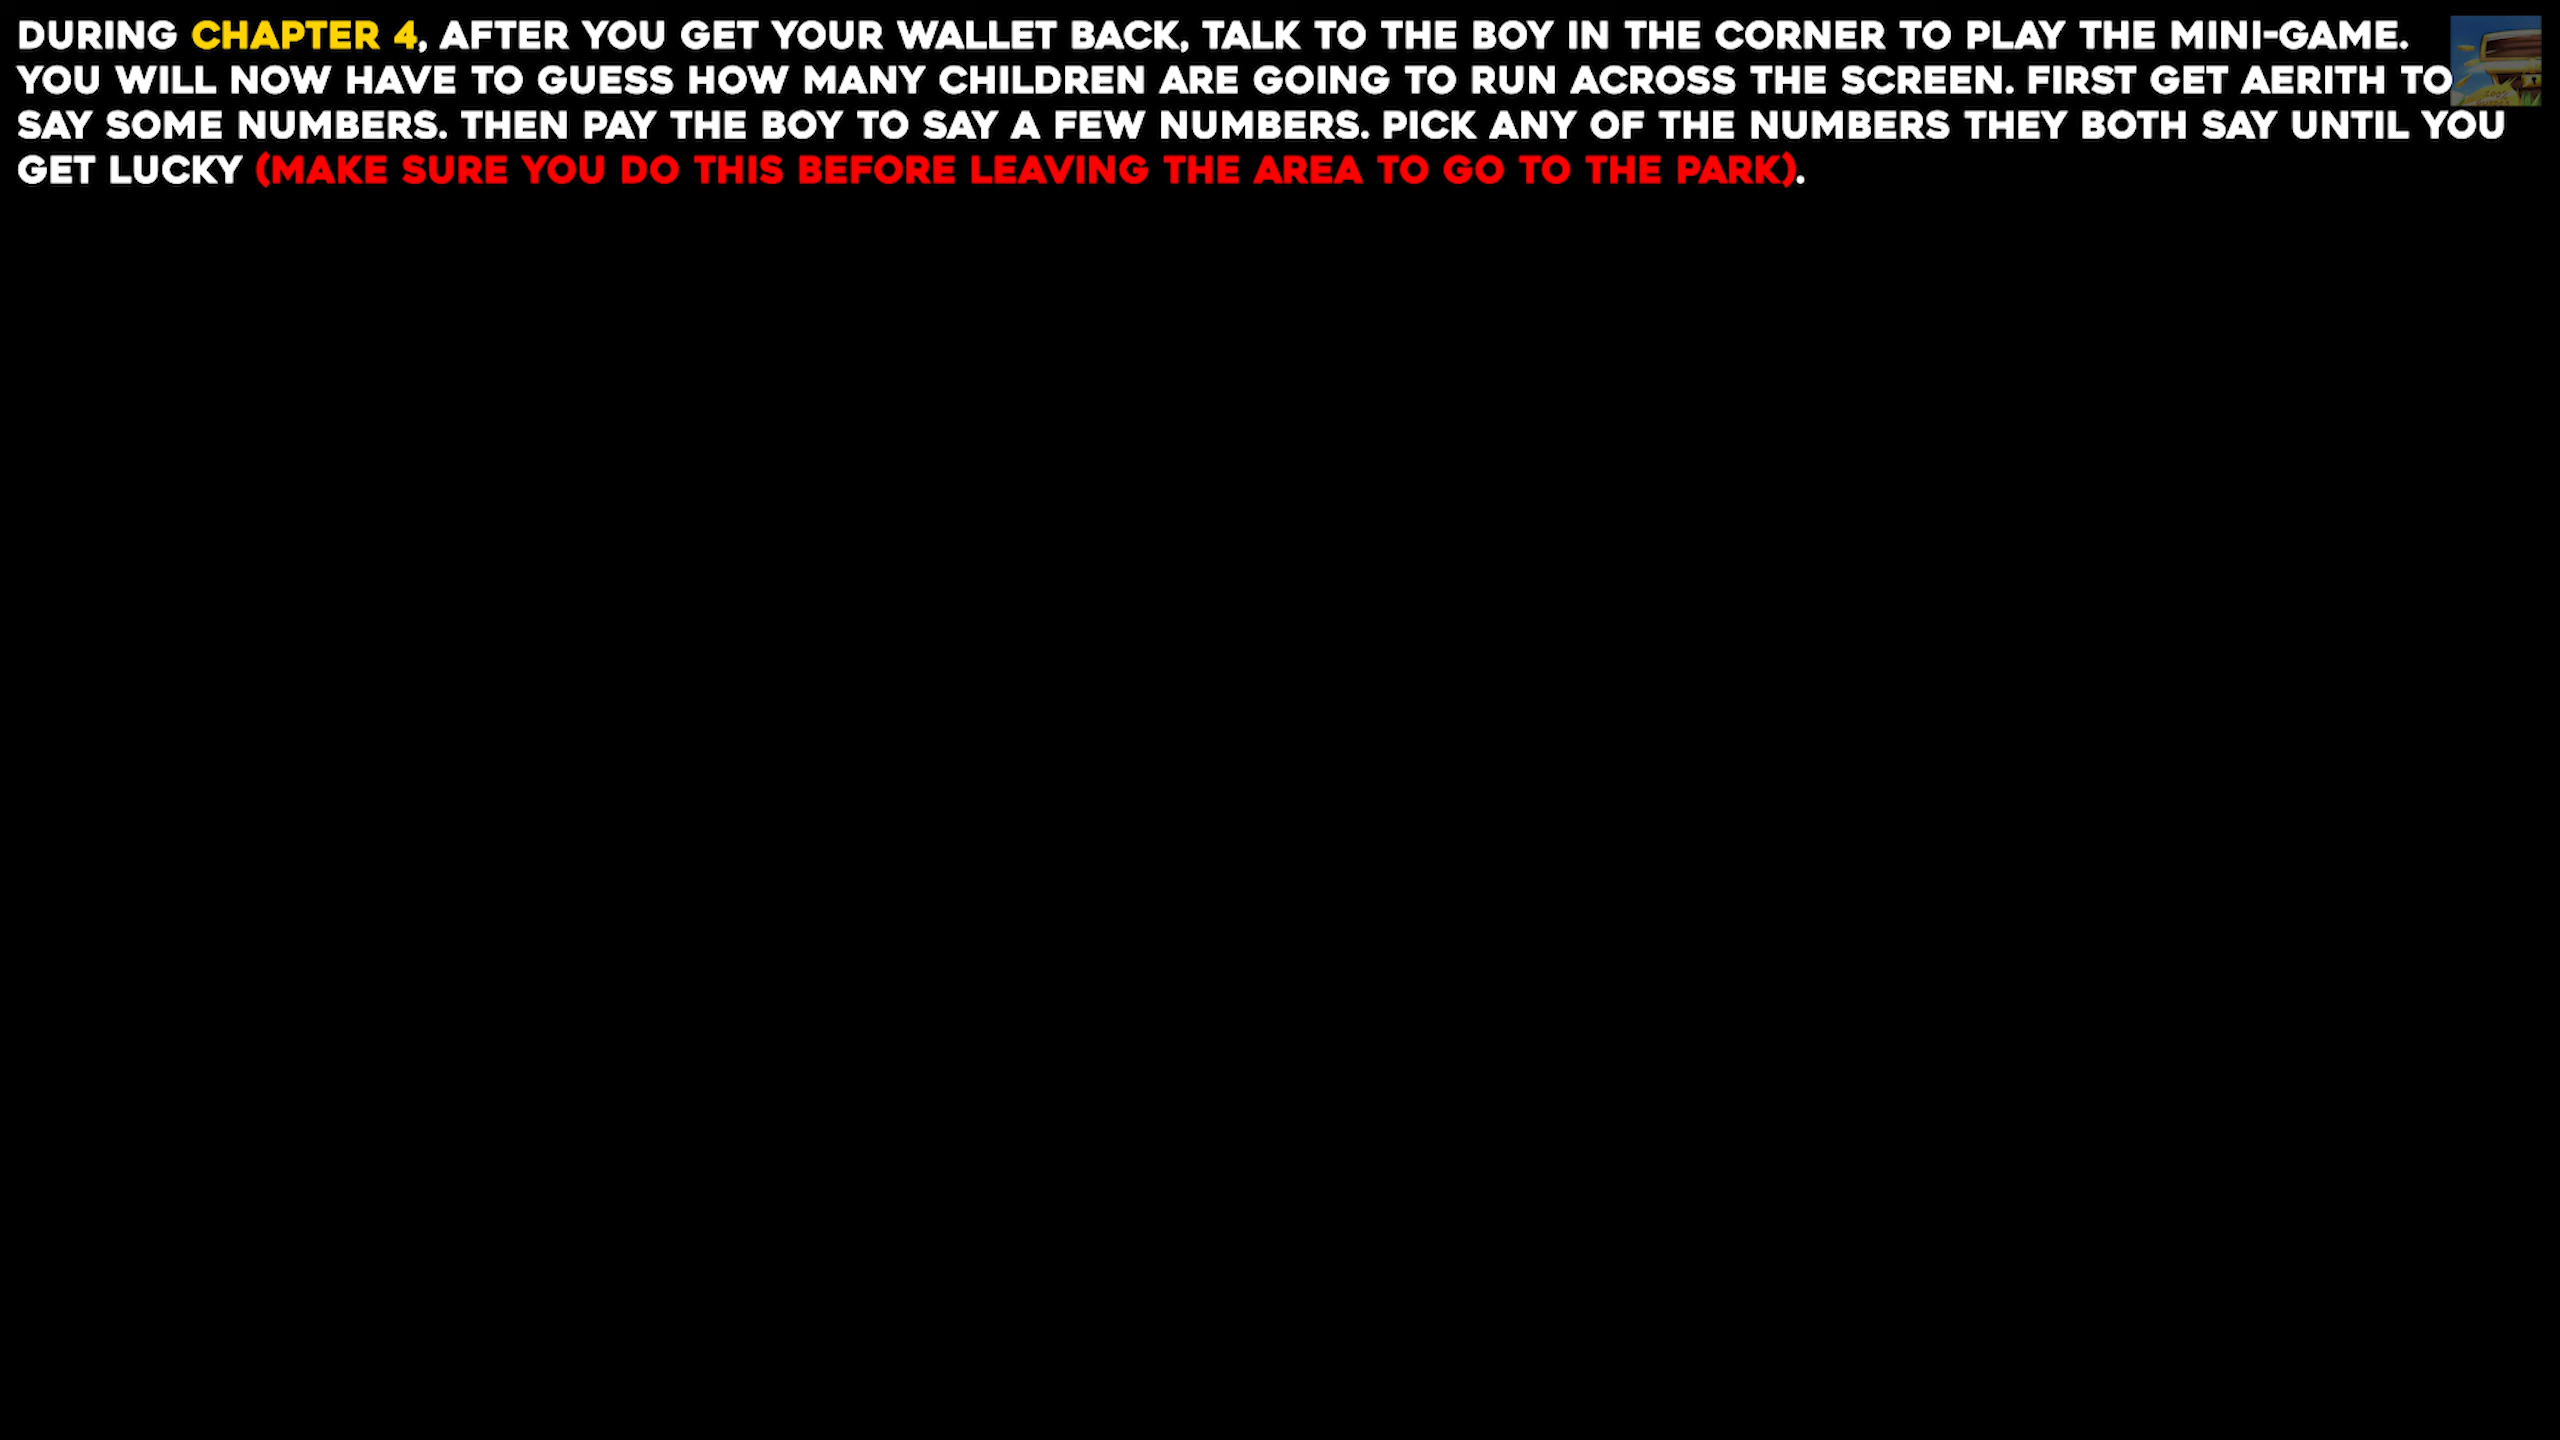 DURING CHAPTER 4, AFTER YOU GET YOUR WALLET BACK, TALK TO THE BOY IN THE CORNER TO PLAY THE MINI-GAME.
YOU WILL NOW HAVE TO GUESS HOW MANY CHILDREN ARE GOING TO RUN ACROSS THE SCREEN. FIRST GET AERITH TO
SAY SOME NUMBERS. THEN PAY THE BOY TO SAY A FEW NUMBERS. PICK ANY OF THE NUMBERS THEY BOTH SAY UNTIL YOU
GET LUCKY (MAKE SURE YOU DO THIS BEFORE LEAVING THE AREA TO GO TO THE PARK).